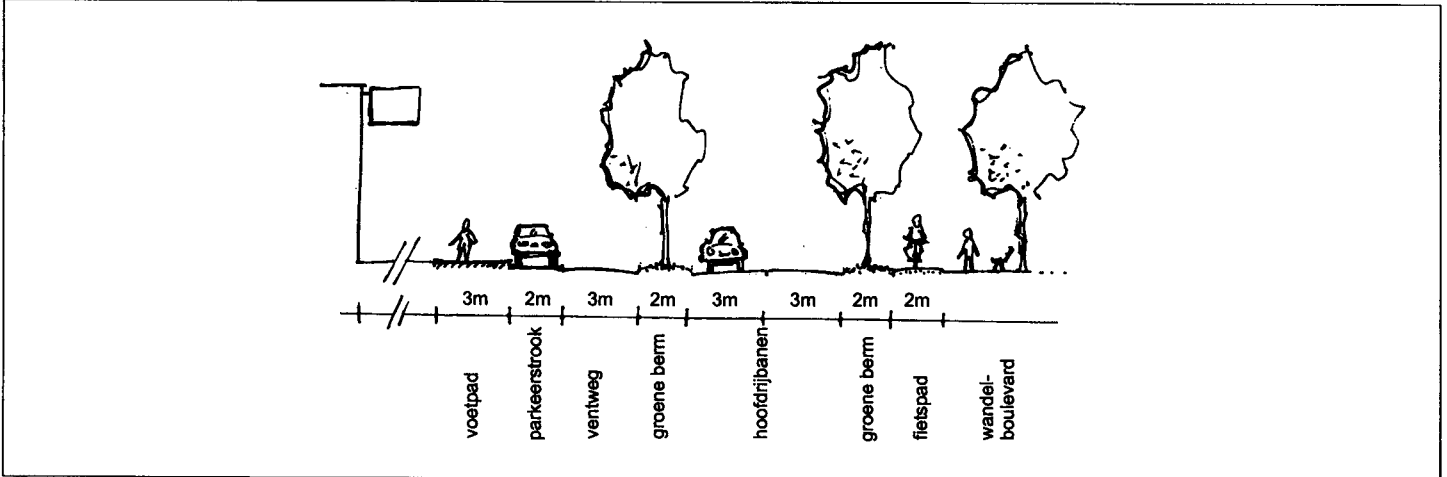 3m 2m 3m 2m 3m 3m 2m 2m
voetpad
parkeerstrook
ventweg
groene berm
hoofdrijbanen
groene berm
fietspad
wandel-
boulevard